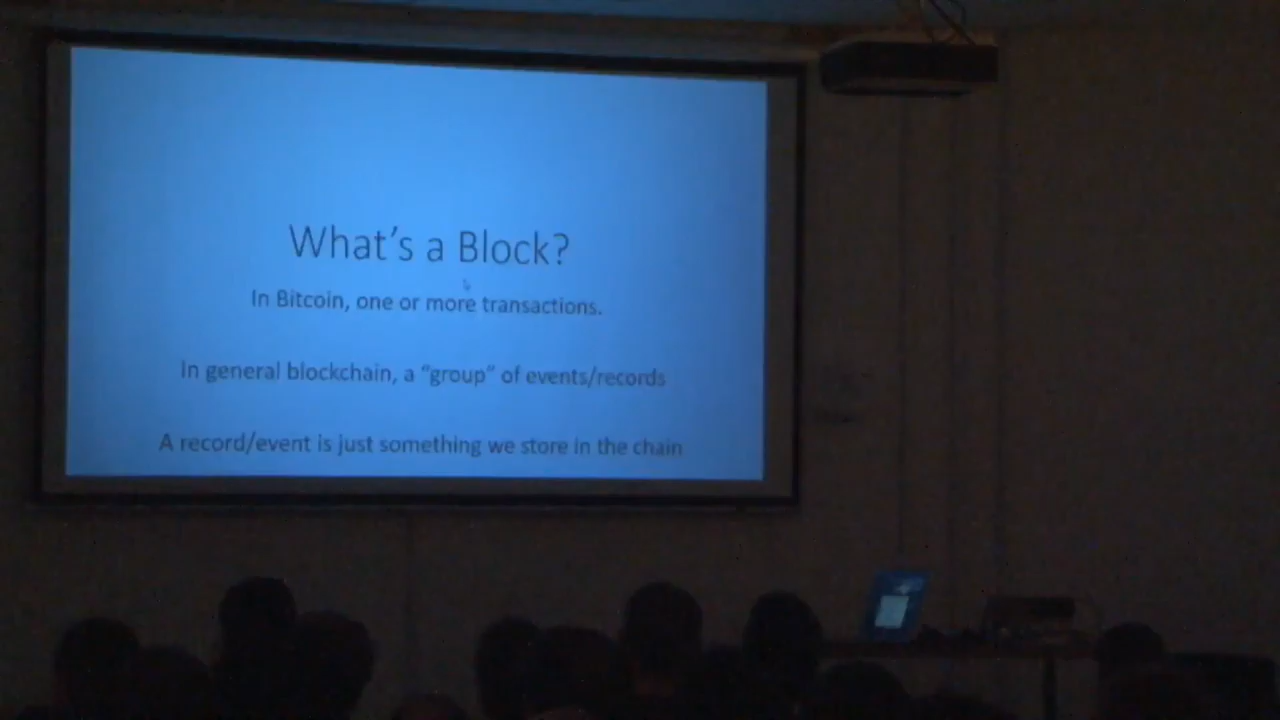 What's a Block?
In Bitcoin, one or more transactions.
In general blockchain, a “group” of events/records
A record/event is just something we store in the chain